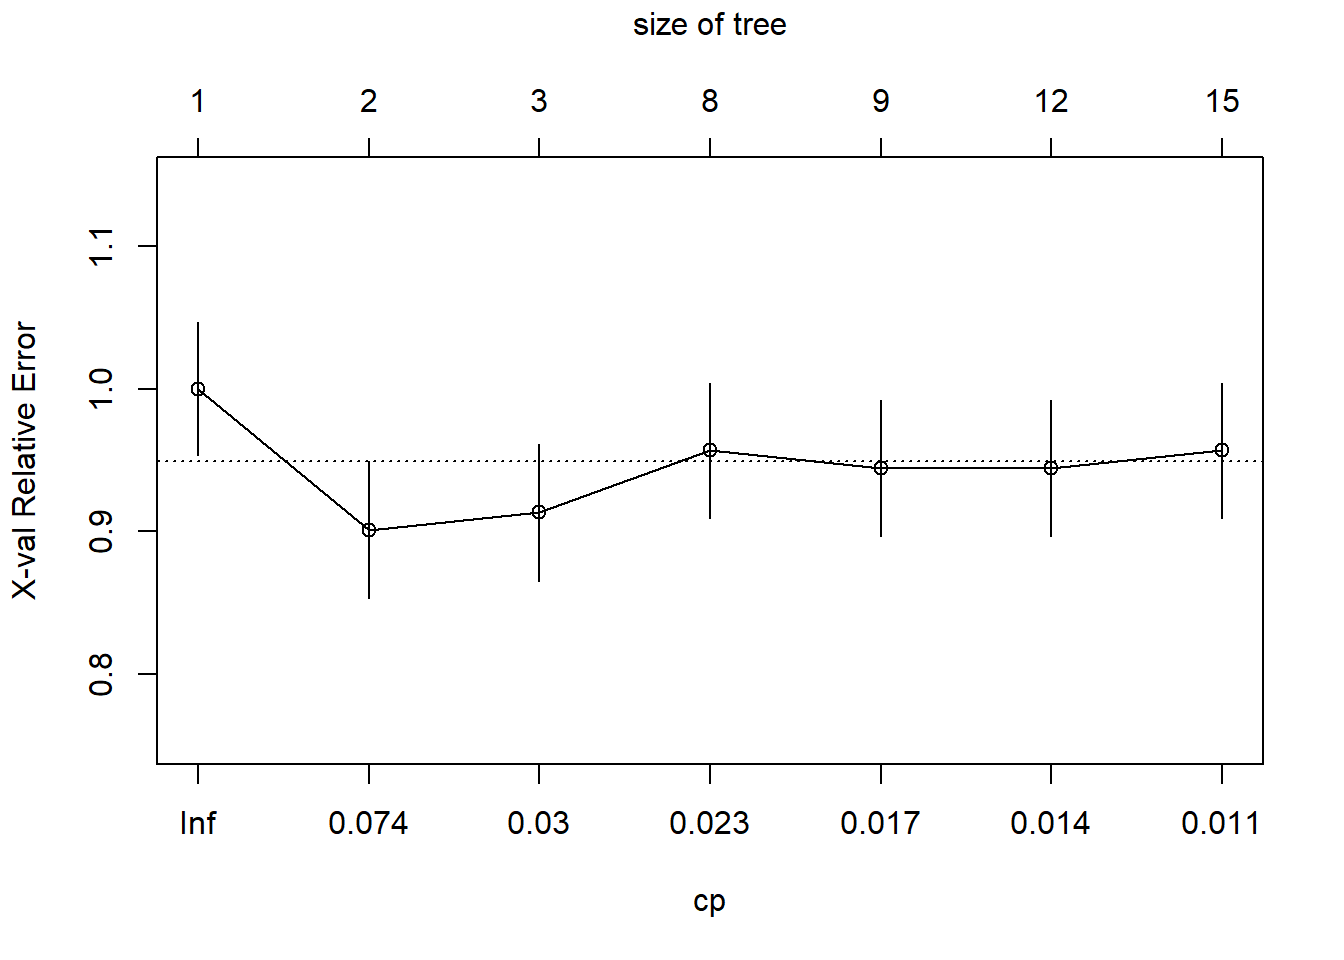 size of tree
1 2 3 8 9 12 15
X-val Relative Error
1.1
1.0
0.9
0.8
Inf 0.074 0.03 0.023 0.017 0.014 0.011
cp